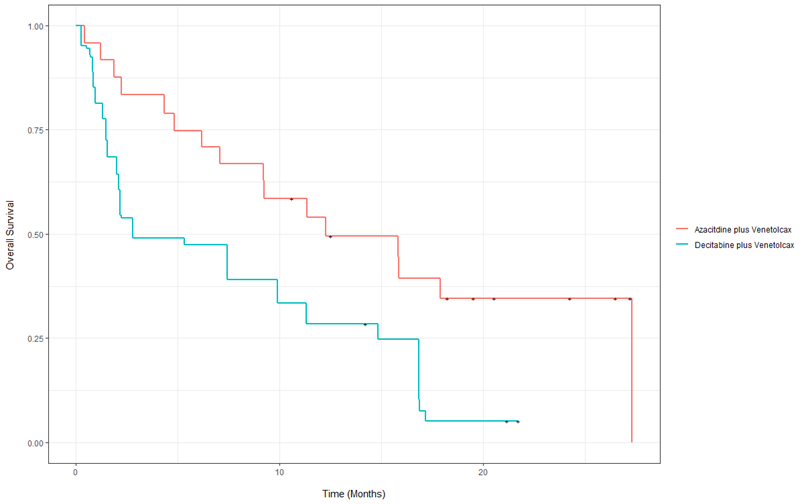 1.00
0.75
0.50
0.25
0.00
Overall Survival
0
10
20
Time (Months)
Azacitdine plus Venetolcax
Decitabine plus Venetolcax